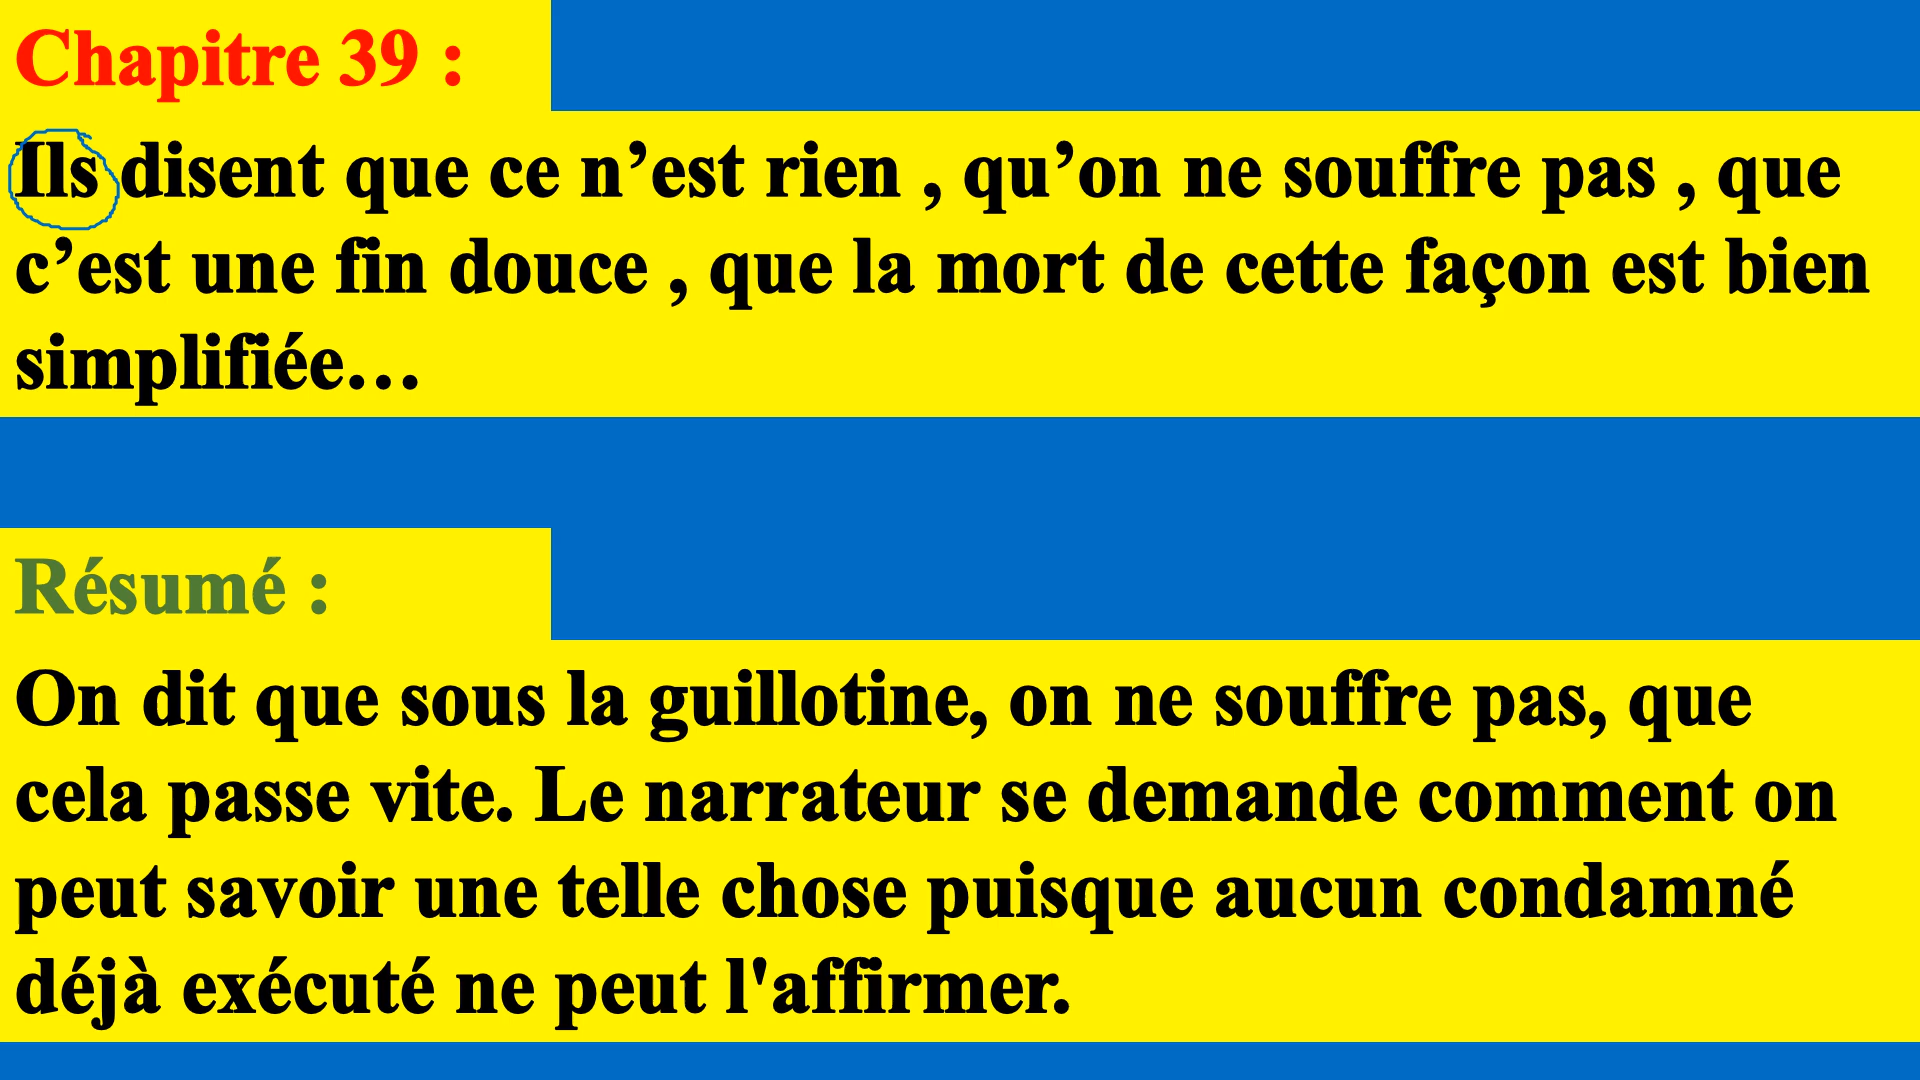 Chapitre 39 :
Ils disent que ce n’est rien , qu’on ne souffre pas , que
c’est une fin douce , que la mort de cette façon est bien
simplifiée…
Résumé :
On dit que sous la guillotine, on ne souffre pas, que
cela passe vite. Le narrateur se demande comment on
peut savoir une telle chose puisque aucun condamné
déjà exécuté ne peut l'affirmer.